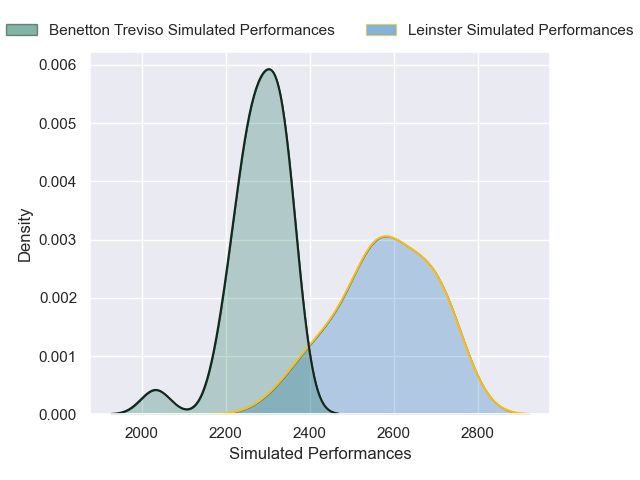 Benetton Treviso Simulated Performances Leinster Simulated Performances
0.006
0.005
0.004
0.003
0.002
0.001
0.000
Density
2000 2200 2400 2600 2800
Simulated Performances